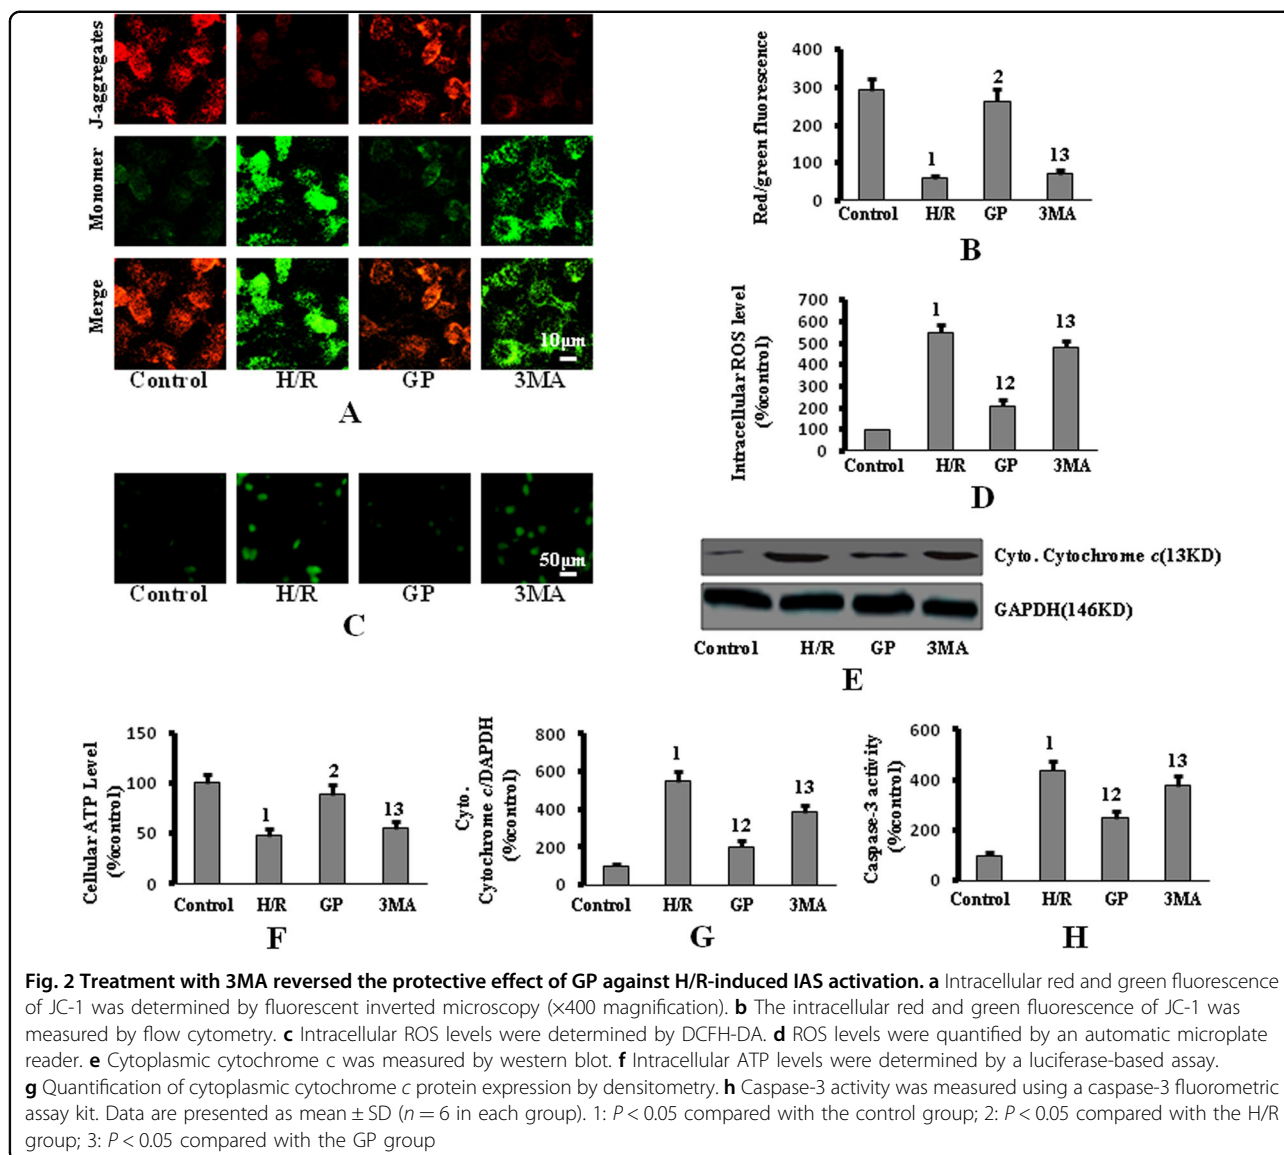 J-aggregates
Monomer
Merge
10µm
Control H/R GP 3MA
A
Red/green fluorescence
400
300
200
100
0
1
2
13
Control H/R GP 3MA
B
Intracellular ROS level
(%control)
700
600
500
400
300
200
100
0
1
12
13
Control H/R GP 3MA
D
50µm
Control H/R GP 3MA
C
Cyto. Cytochrome c(13KD)
GAPDH(146KD)
Control H/R GP 3MA
E
Cellular ATP Level
(%control)
150
100
50
0
1
2
13
Control H/R GP 3MA
F
Cyto.
Cytochrome c/DAPDH
(%control)
800
600
400
200
0
1
12
13
Control H/R GP 3MA
G
Caspase-3 activity
(%control)
600
400
200
0
1
12
13
Control H/R GP 3MA
H
Fig. 2 Treatment with 3MA reversed the protective effect of GP against H/R-induced IAS activation. a Intracellular red and green fluorescence
of JC-1 was determined by fluorescent inverted microscopy (×400 magnification). b The intracellular red and green fluorescence of JC-1 was
measured by flow cytometry. c Intracellular ROS levels were determined by DCFH-DA. d ROS levels were quantified by an automatic microplate
reader. e Cytoplasmic cytochrome c was measured by western blot. f Intracellular ATP levels were determined by a luciferase-based assay.
g Quantification of cytoplasmic cytochrome c protein expression by densitometry. h Caspase-3 activity was measured using a caspase-3 fluorometric
assay kit. Data are presented as mean ± SD (n = 6 in each group). 1: P < 0.05 compared with the control group; 2: P < 0.05 compared with the H/R
group; 3: P < 0.05 compared with the GP group